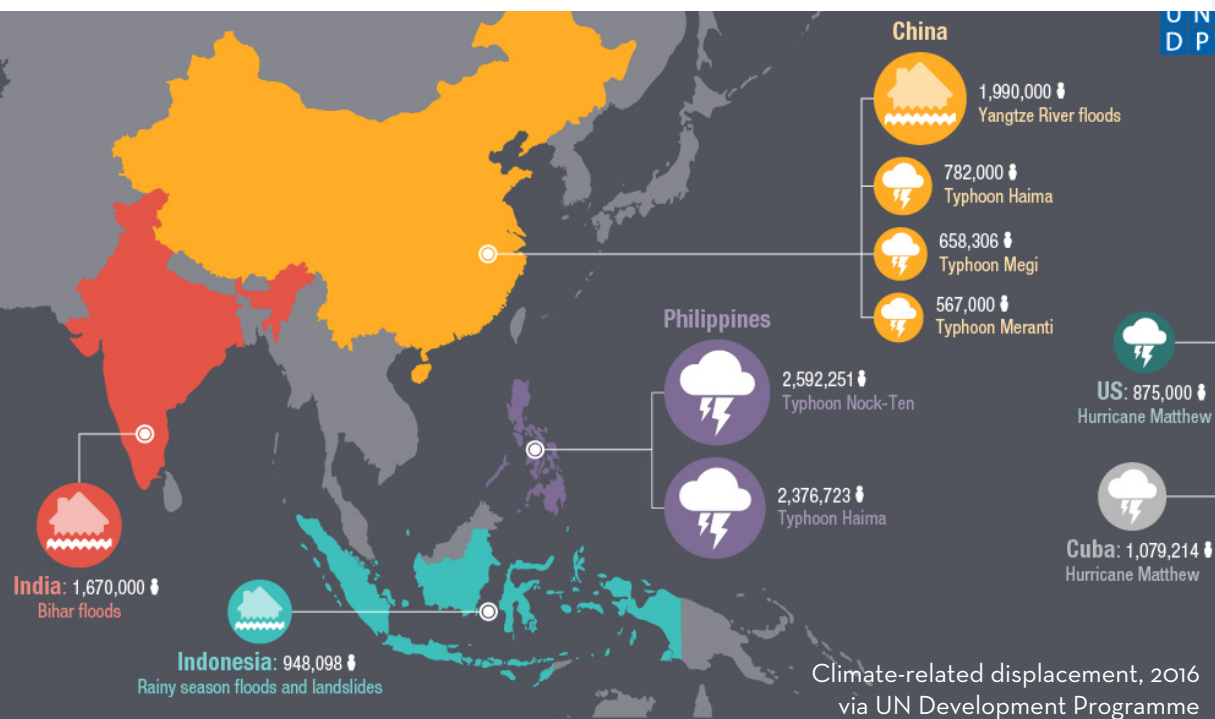 U N
D P
China
1,990,000
Yangtze River floods
782,000
Typhoon Haima
658,306
Typhoon Megi
567,000
Typhoon Meranti
Philippines
2,592,251
Typhoon Nock-Ten
2,376,723
Typhoon Haima
US: 875,000
Hurricane Matthew
Cuba: 1,079,214
Hurricane Matthew
India: 1,670,000
Bihar floods
Indonesia: 948,098
Rainy season floods and landslides
Climate-related displacement, 2016
via UN Development Programme